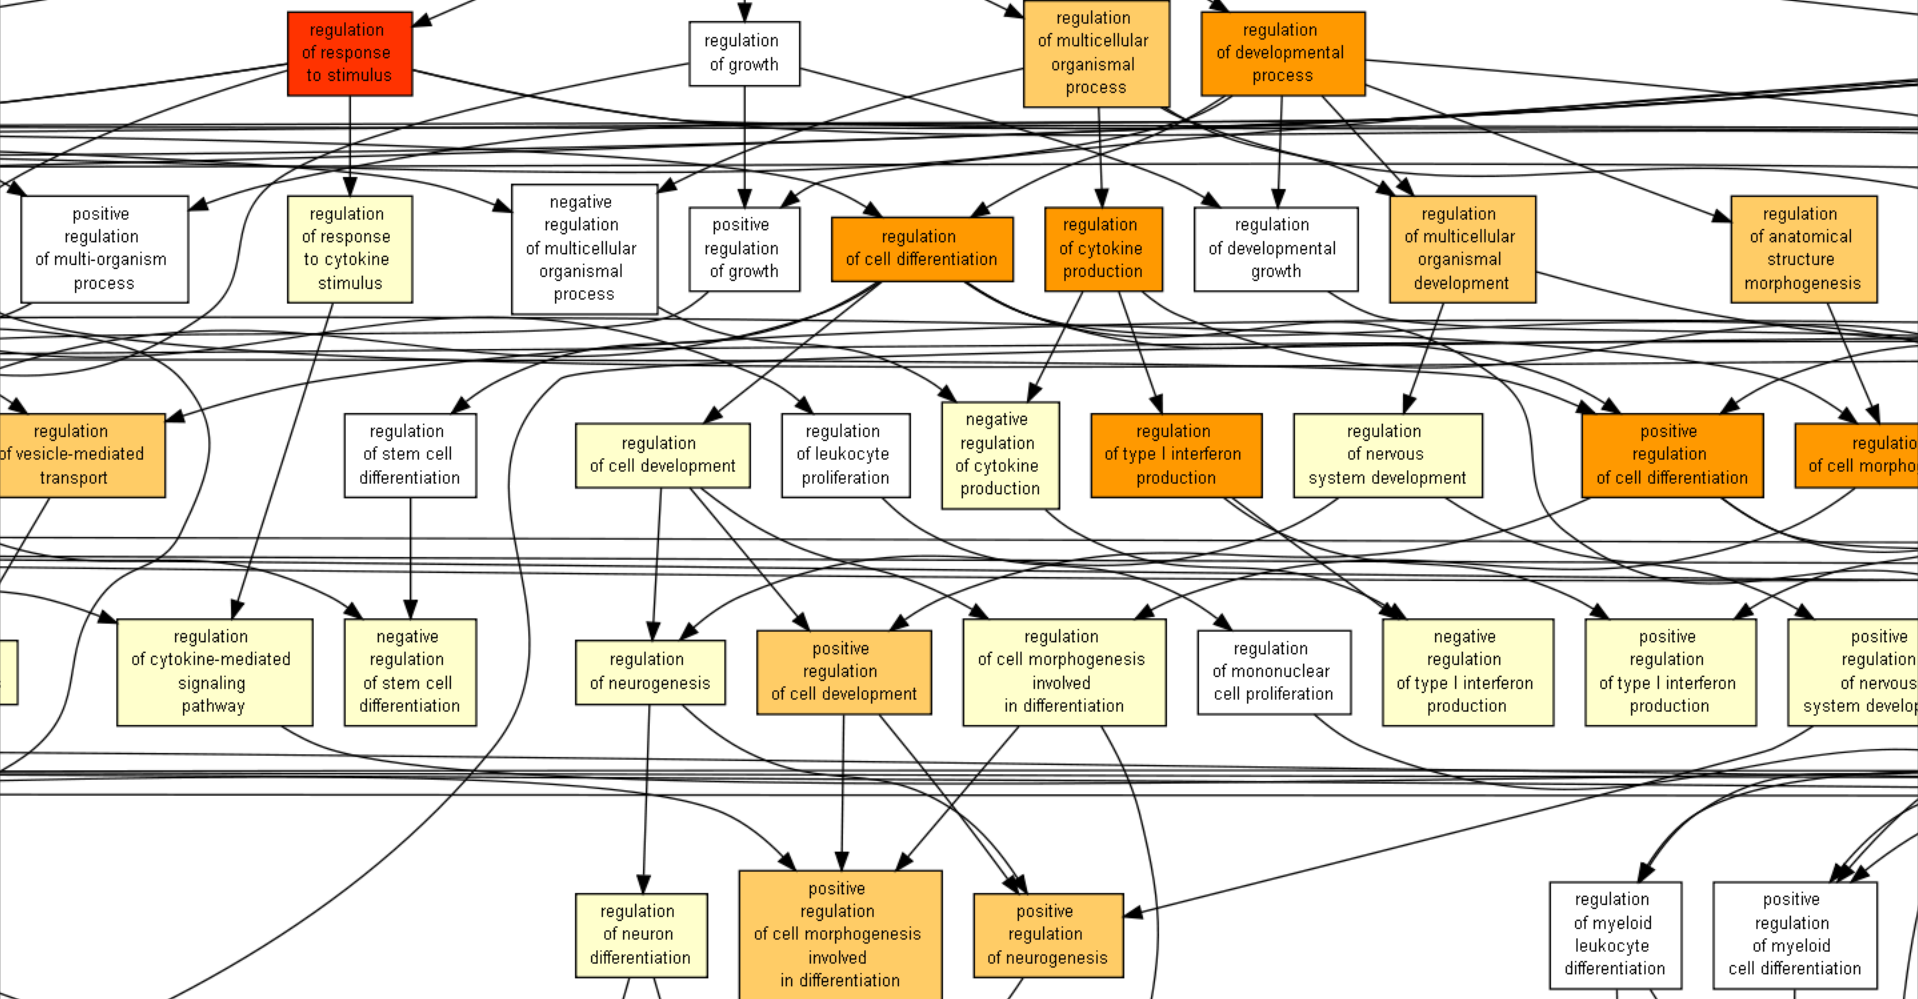 regulation
of response
to stimulus
regulation
of growth
regulation
of multicellular
organismal
process
regulation
of developmental
process
positive
regulation
of multi-organism
process
regulation
of response
to cytokine
stimulus
negative
regulation
of multicellular
organismal
process
positive
regulation
of growth
regulation
of cell differentiation
regulation
of cytokine
production
regulation
of developmental
growth
regulation
of multicellular
organismal
development
regulation
of anatomical
structure
morphogenesis
regulation
of vesicle-mediated
transport
regulation
of stem cell
differentiation
regulation
of cell development
regulation
of leukocyte
proliferation
negative
regulation
of cytokine
production
regulation
of type I interferon
production
regulation
of nervous
system development
positive
regulation
of cell differentiation
regulatio
of cell morpho
regulation
of cytokine-mediated
signaling
pathway
negative
regulation
of stem cell
differentiation
regulation
of neurogenesis
positive
regulation
of cell development
regulation
of cell morphogenesis
involved
in differentiation
regulation
of mononuclear
cell proliferation
negative
regulation
of type I interferon
production
positive
regulation
of type I interferon
production
positive
regulation
of nervous
system develop
regulation
of neuron
differentiation
positive
regulation
of cell morphogenesis
involved
in differentiation
positive
regulation
of neurogenesis
regulation
of myeloid
leukocyte
differentiation
positive
regulation
of myeloid
cell differentiation